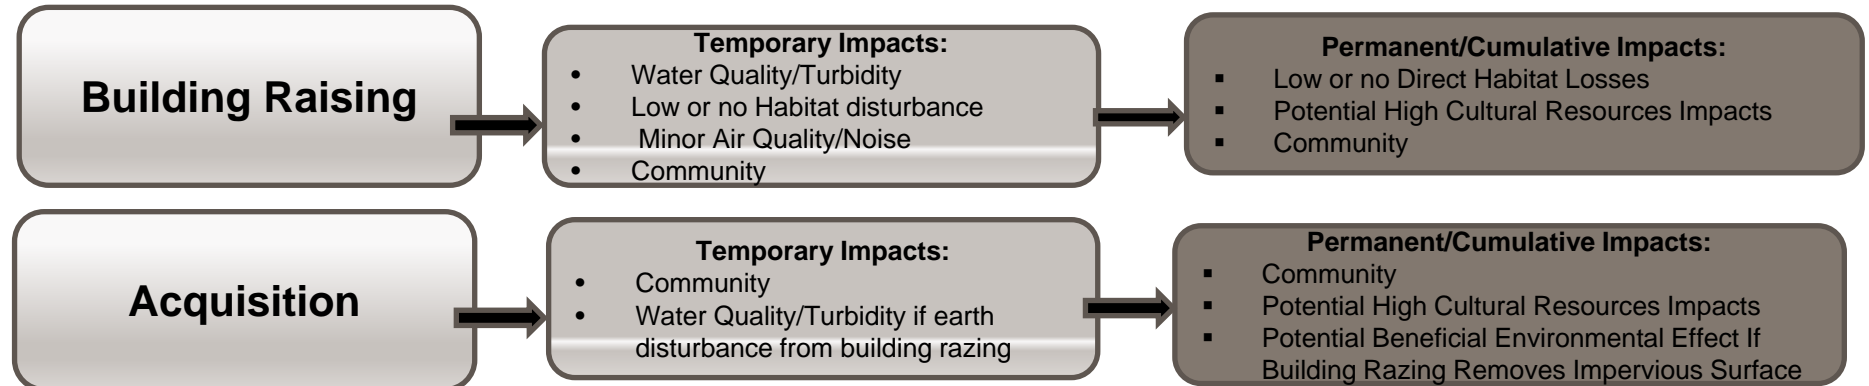 Building Raising
Temporary Impacts:
• Water Quality/Turbidity
• Low or no Habitat disturbance
• Minor Air Quality/Noise
• Community
Permanent/Cumulative Impacts:
▪ Low or no Direct Habitat Losses
▪ Potential High Cultural Resources Impacts
▪ Community
Acquisition
Temporary Impacts:
• Community
• Water Quality/Turbidity if earth
disturbance from building razing
Permanent/Cumulative Impacts:
▪ Community
▪ Potential High Cultural Resources Impacts
▪ Potential Beneficial Environmental Effect If
Building Razing Removes Impervious Surface